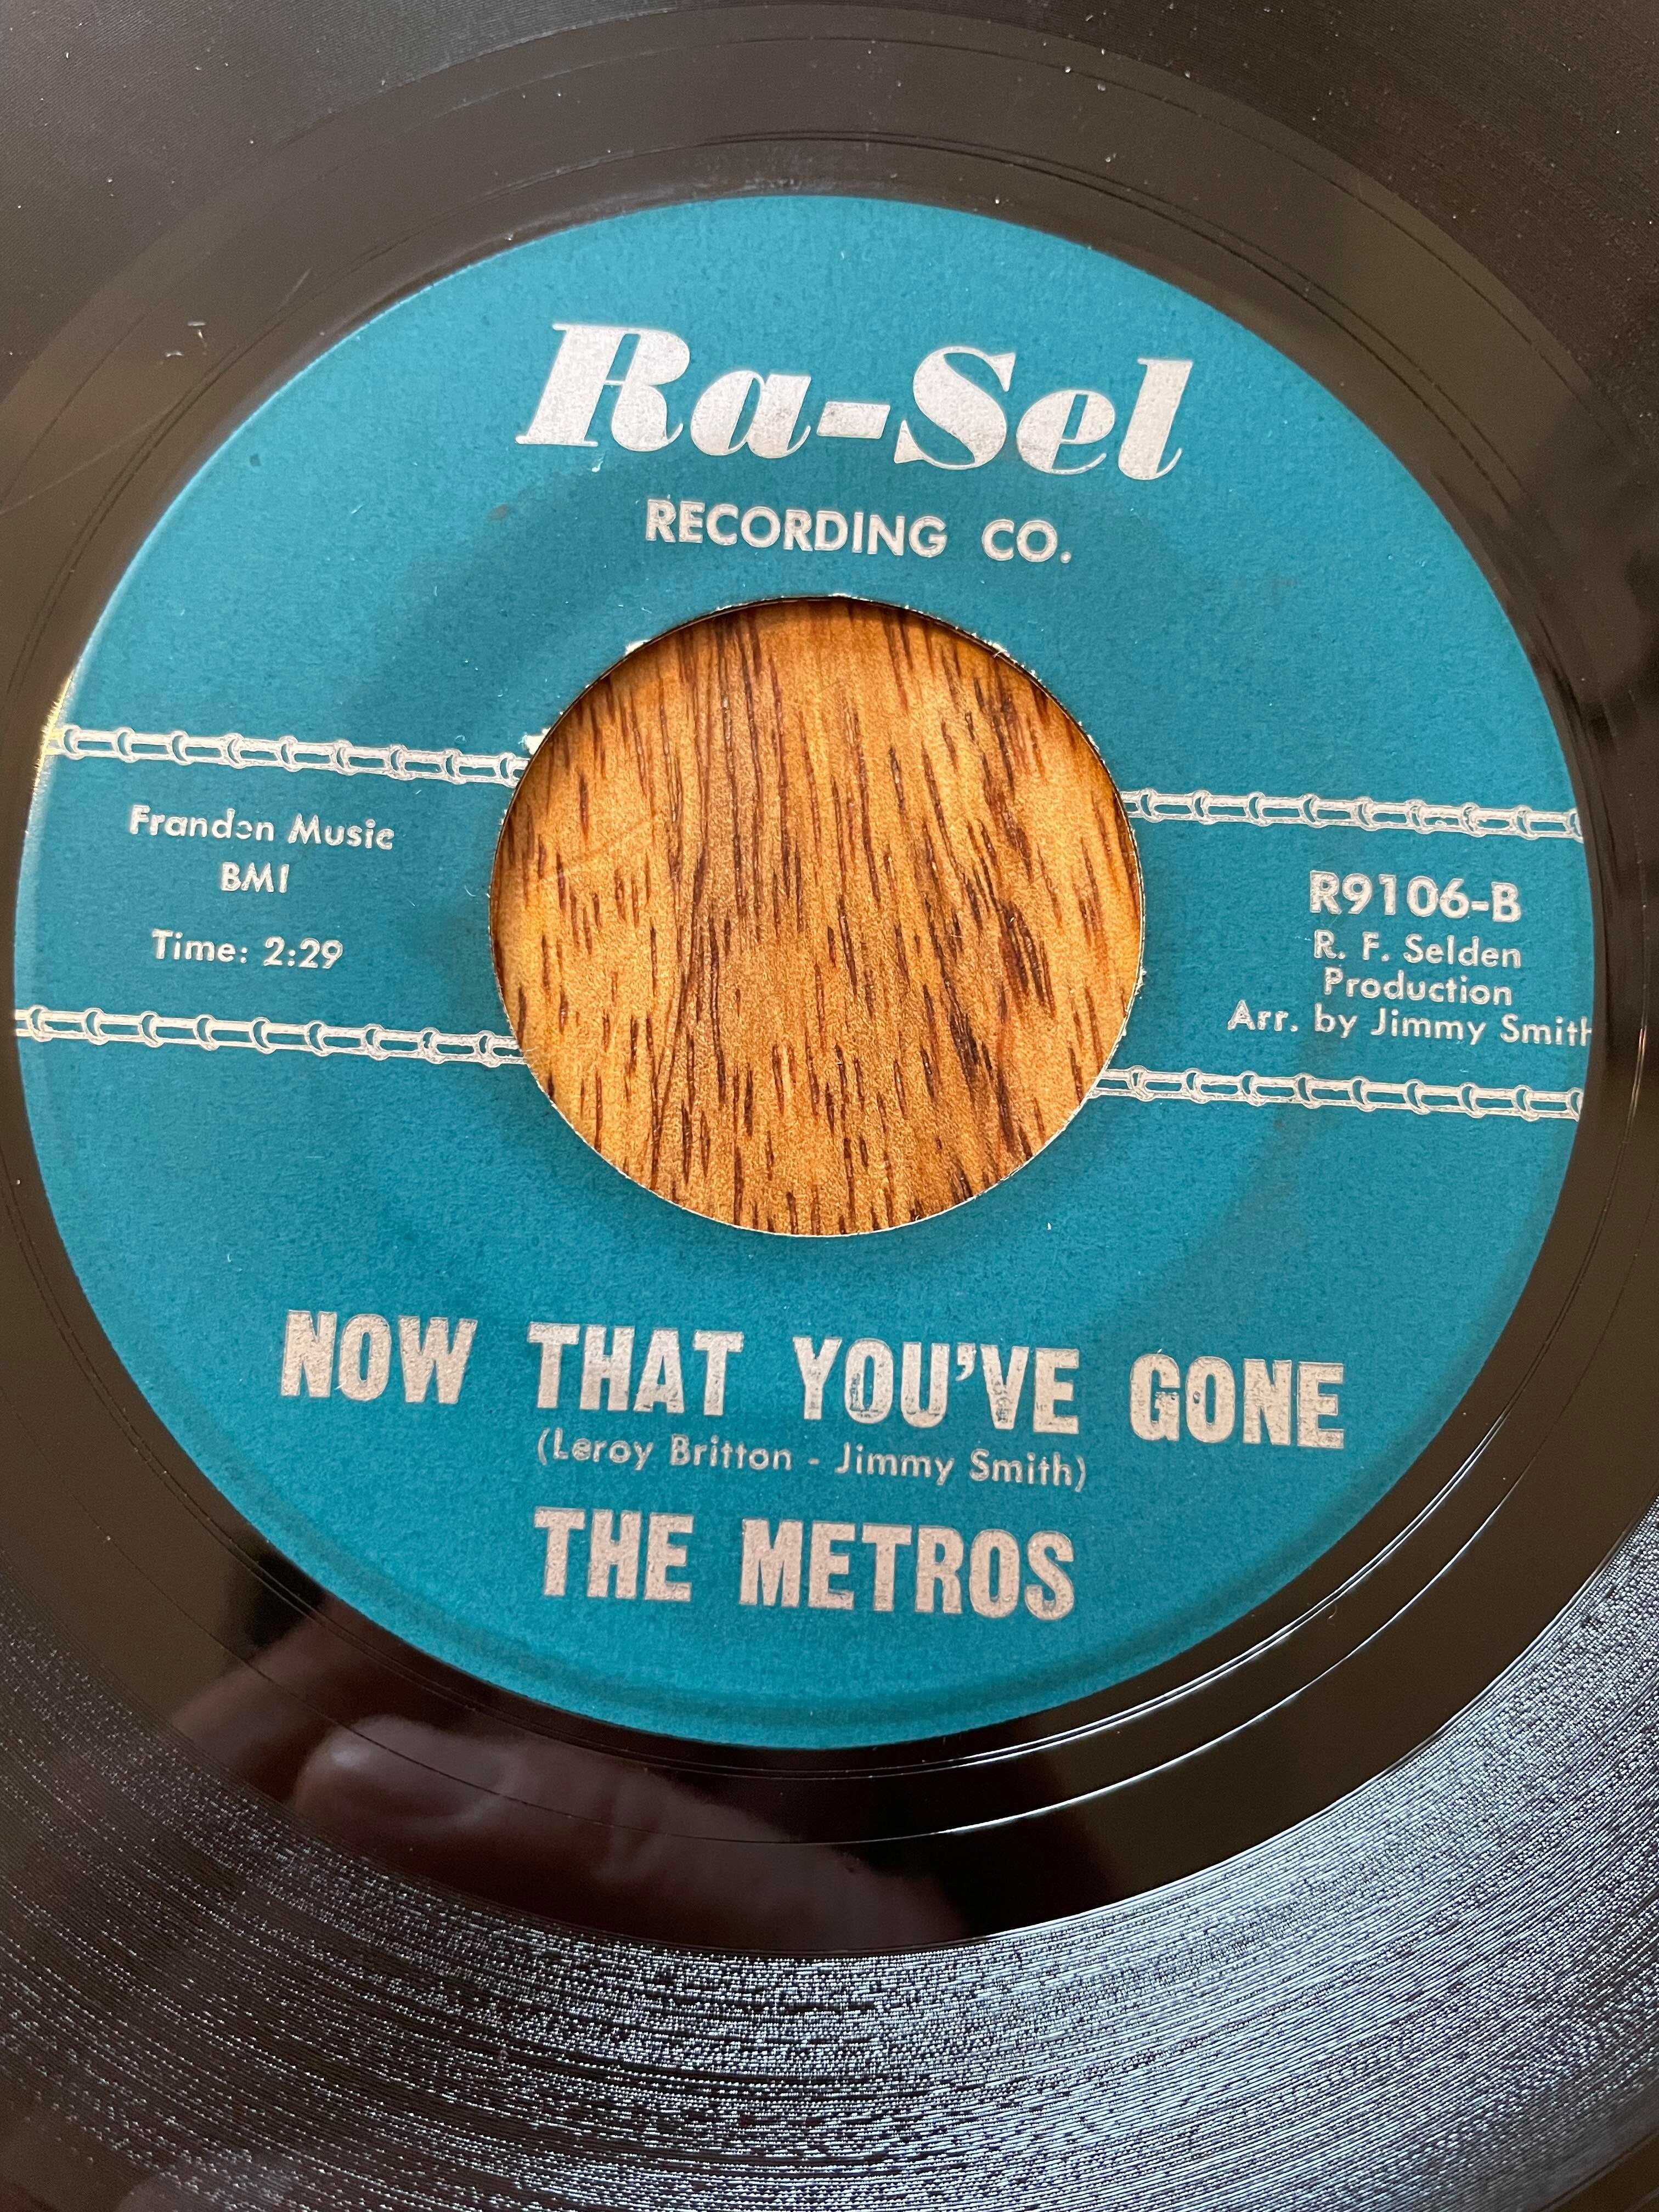 Ra-Sel
RECORDING CO.
Frandon Music
BMI
Time: 2:29
R9106-B
R. F. Selden
Production
Arr. by Jimmy Smith
NOW THAT YOU'VE GONE
(Leroy Britton - Jimmy Smith)
THE METROS